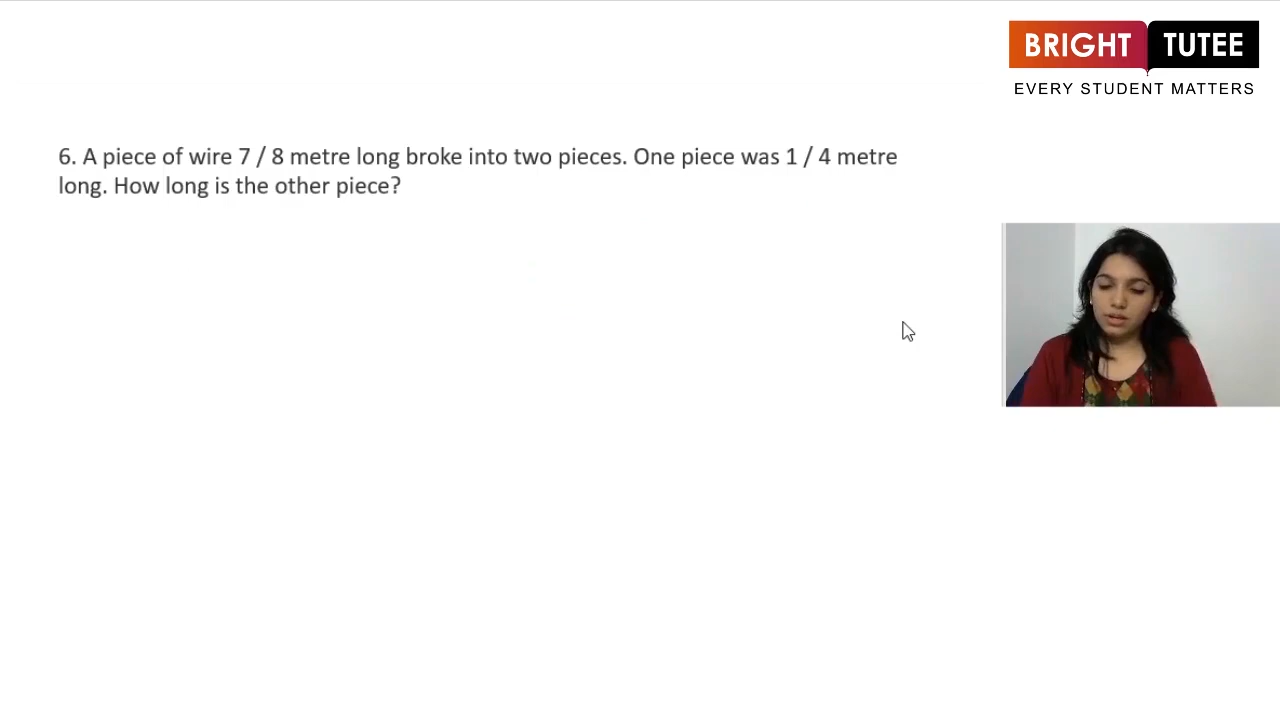 BRIGHT TUTEE
EVERY STUDENT MATTERS
6. A piece of wire 7 / 8 metre long broke into two pieces. One piece was 1 / 4 metre
long. How long is the other piece?